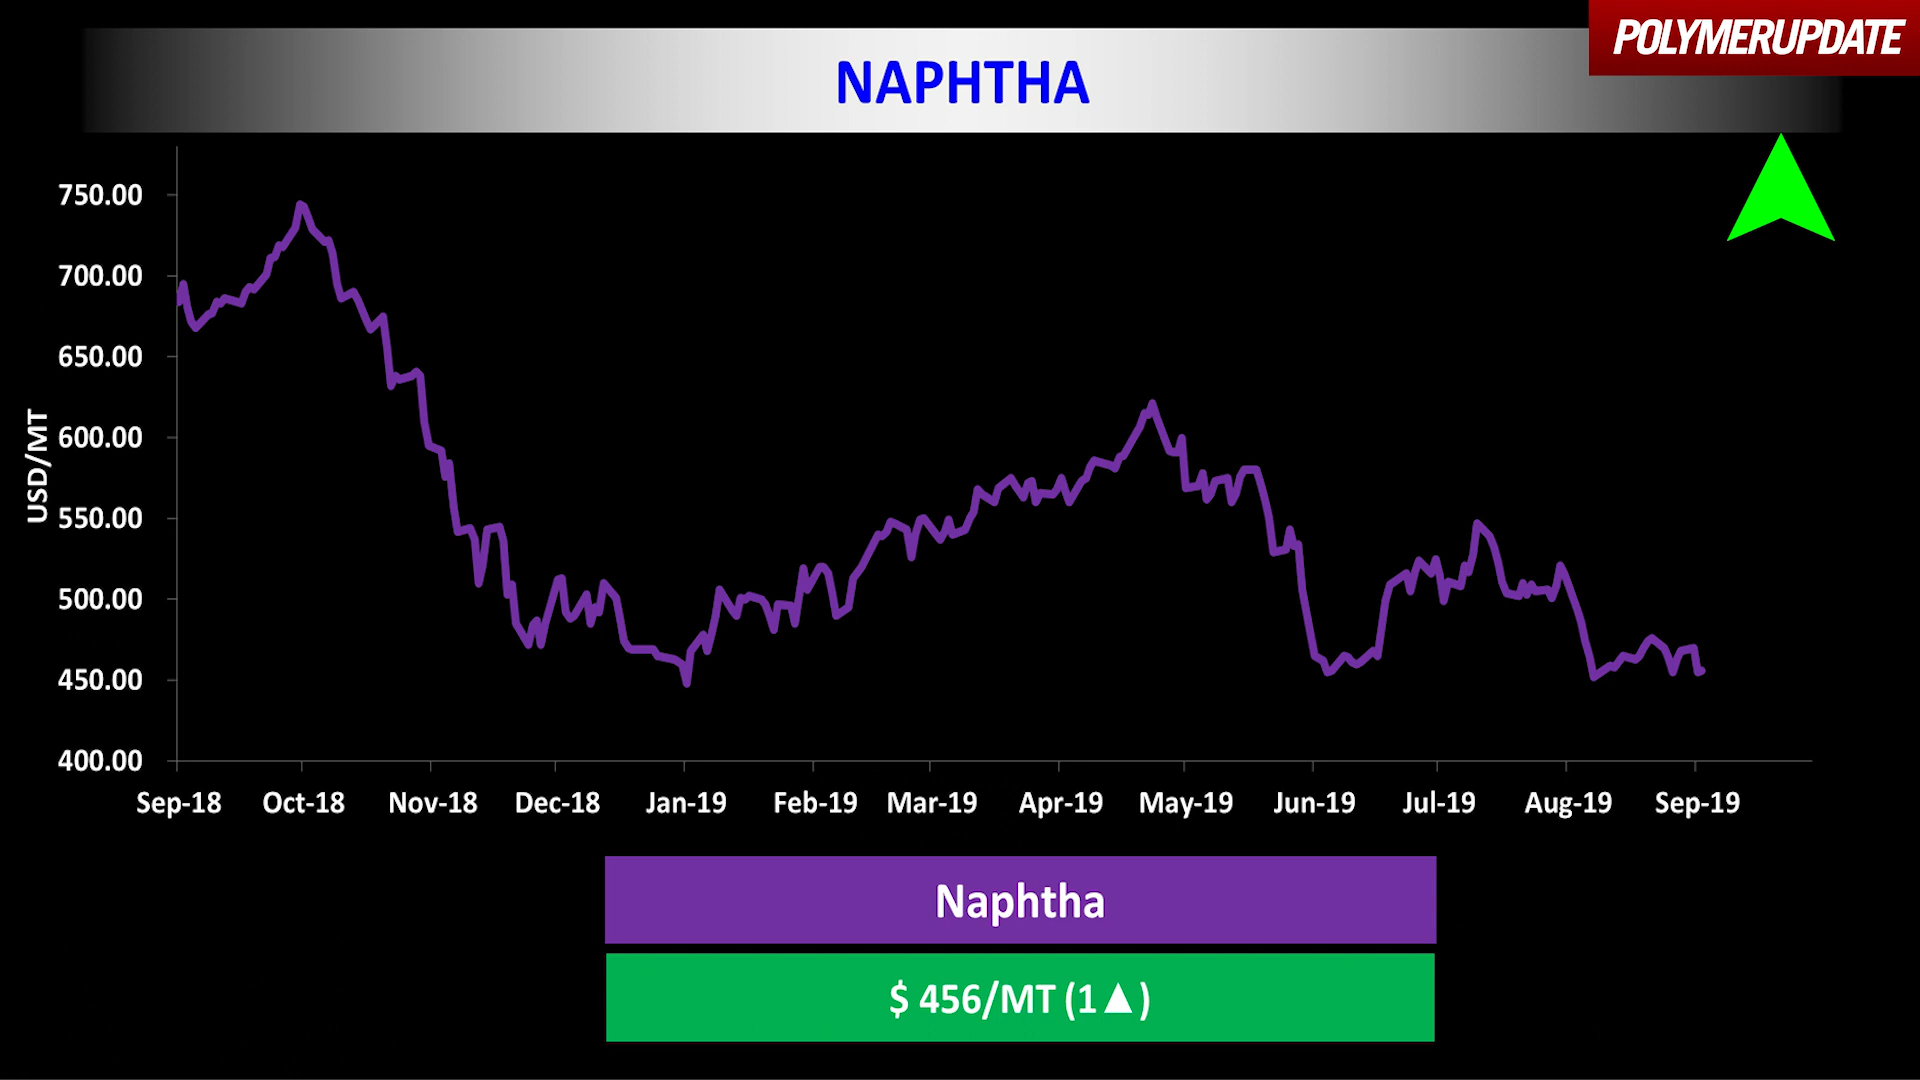 POLYMERUPDATE
NAPHTHA
750.00
700.00
650.00
600.00
550.00
500.00
450.00
400.00
USD/MT
Sep-18 Oct-18 Nov-18 Dec-18 Jan-19 Feb-19 Mar-19 Apr-19 May-19 Jun-19 Jul-19 Aug-19 Sep-19
Naphtha
$ 456/MT (1▲)